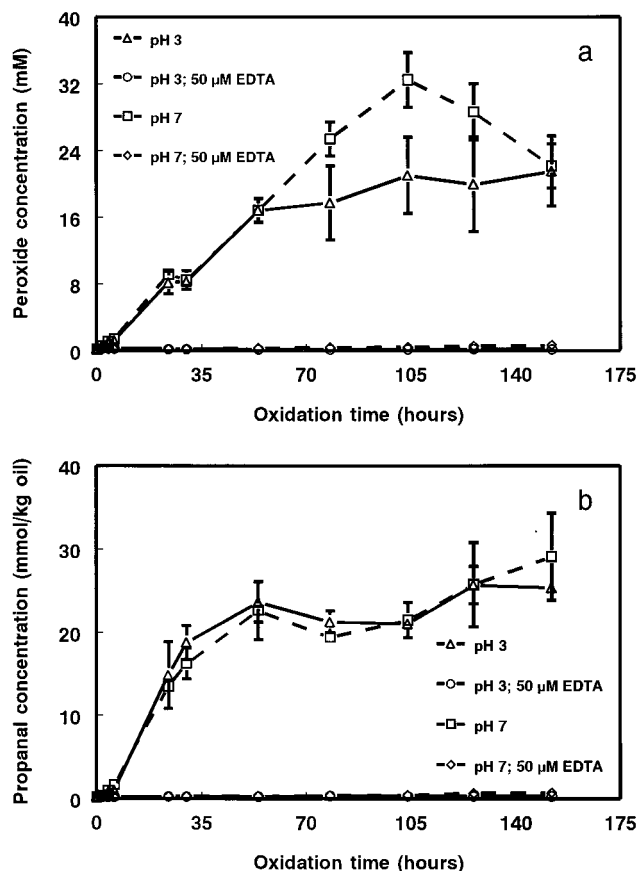 40
32
24
16
8
0
Peroxide concentration (mM)
pH 3
pH 3; 50 µM EDTA
pH 7
pH 7; 50 µM EDTA
a
0
35
70
105
140
175
Oxidation time (hours)
40
30
20
10
0
Propanal concentration (mmol/kg oil)
b
pH 3
pH 3; 50 µM EDTA
pH 7
pH 7; 50 µM EDTA
0
35
70
105
140
175
Oxidation time (hours)